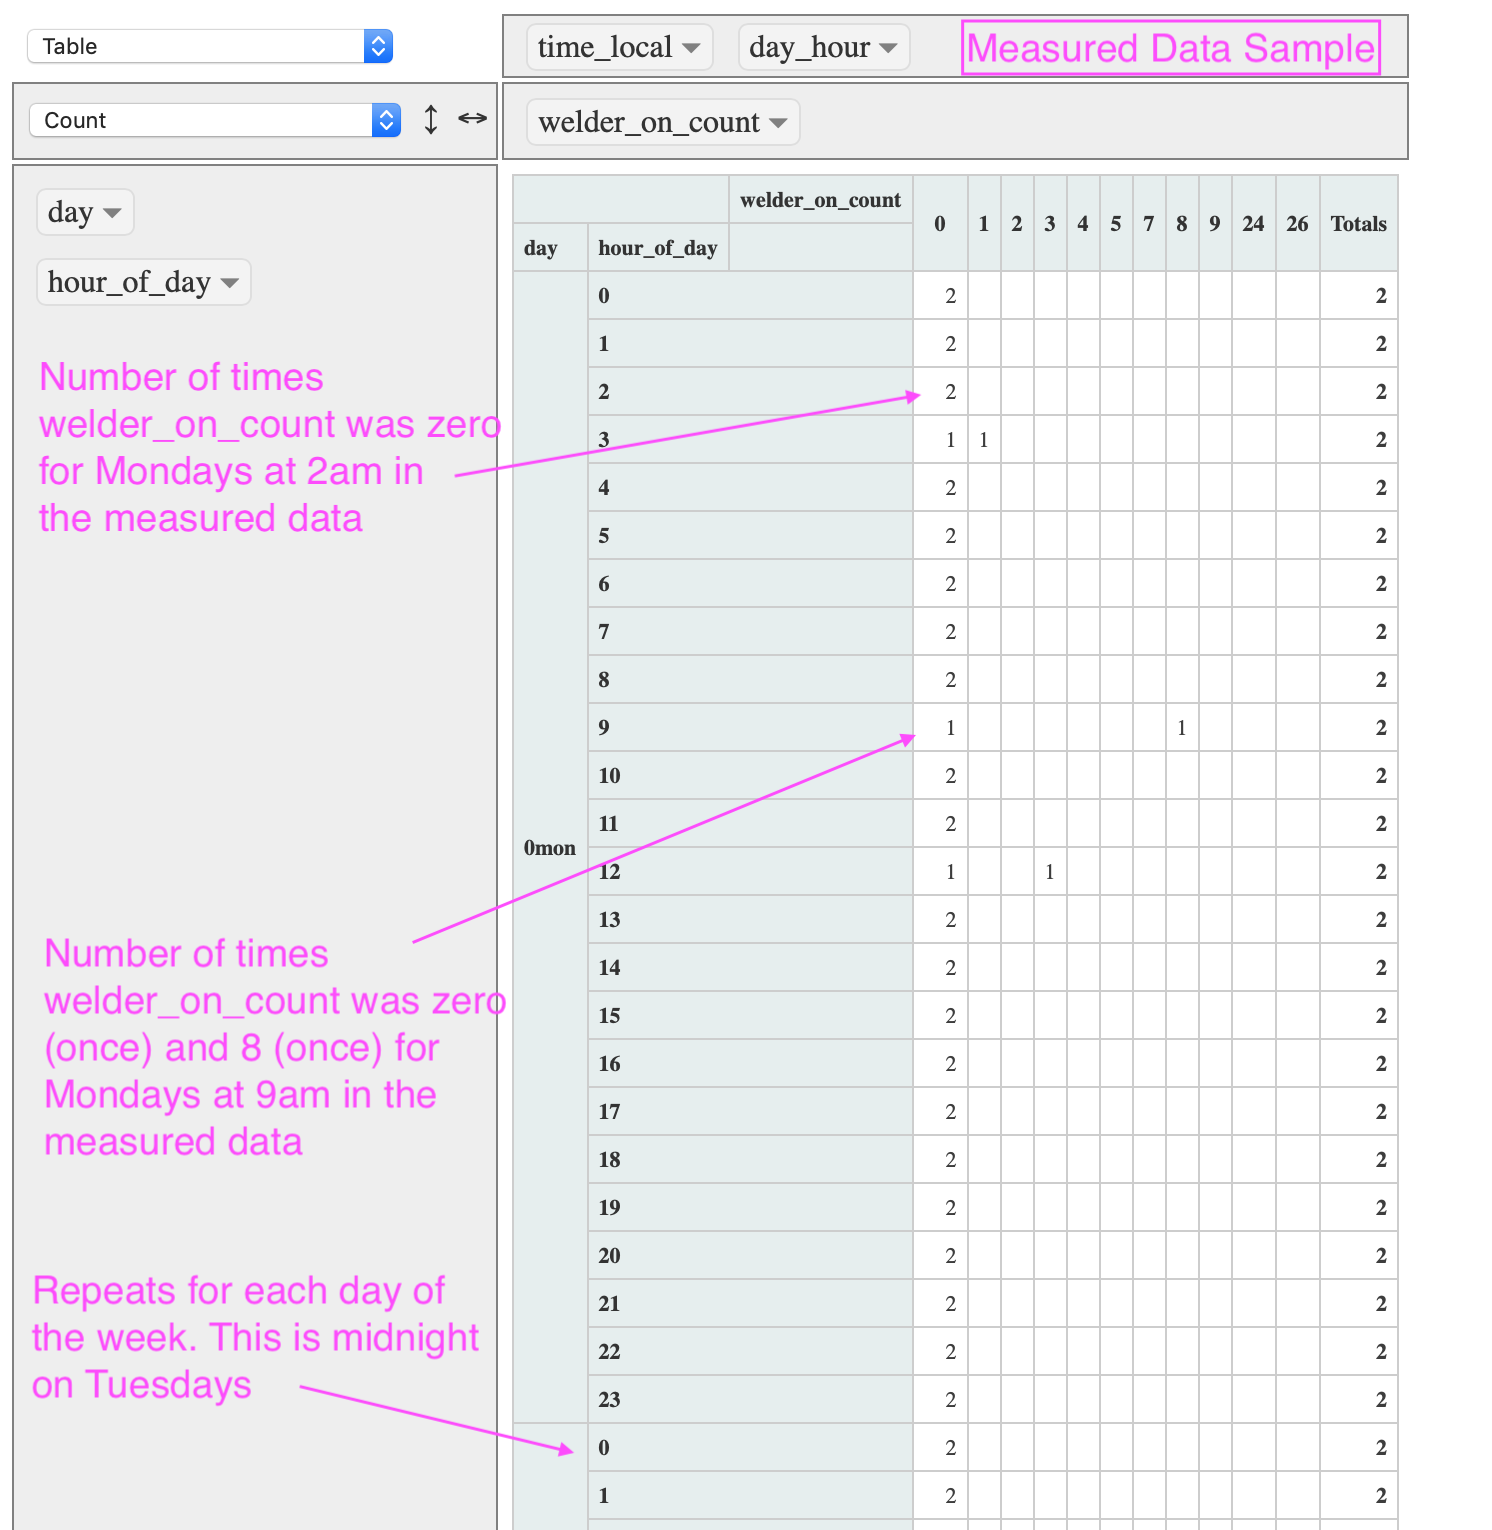 Table
time_local day_hour Measured Data Sample
Count
welder_on_count
day
hour_of_day
Number of times
welder_on_count was zero
for Mondays at 2am in
the measured data
Number of times
welder_on_count was zero
(once) and 8 (once) for
Mondays at 9am in the
measured data
Repeats for each day of
the week. This is midnight
on Tuesdays
welder_on_count 0 1 2 3 4 5 7 8 9 24 26 Totals
day hour_of_day
0mon
0 2 2
1 2 2
2 2 2
3 1 1 2
4 2 2
5 2 2
6 2 2
7 2 2
8 2 2
9 1 1 2
10 2 2
11 2 2
12 1 1 2
13 2 2
14 2 2
15 2 2
16 2 2
17 2 2
18 2 2
19 2 2
20 2 2
21 2 2
22 2 2
23 2 2
0 2 2
1 2 2